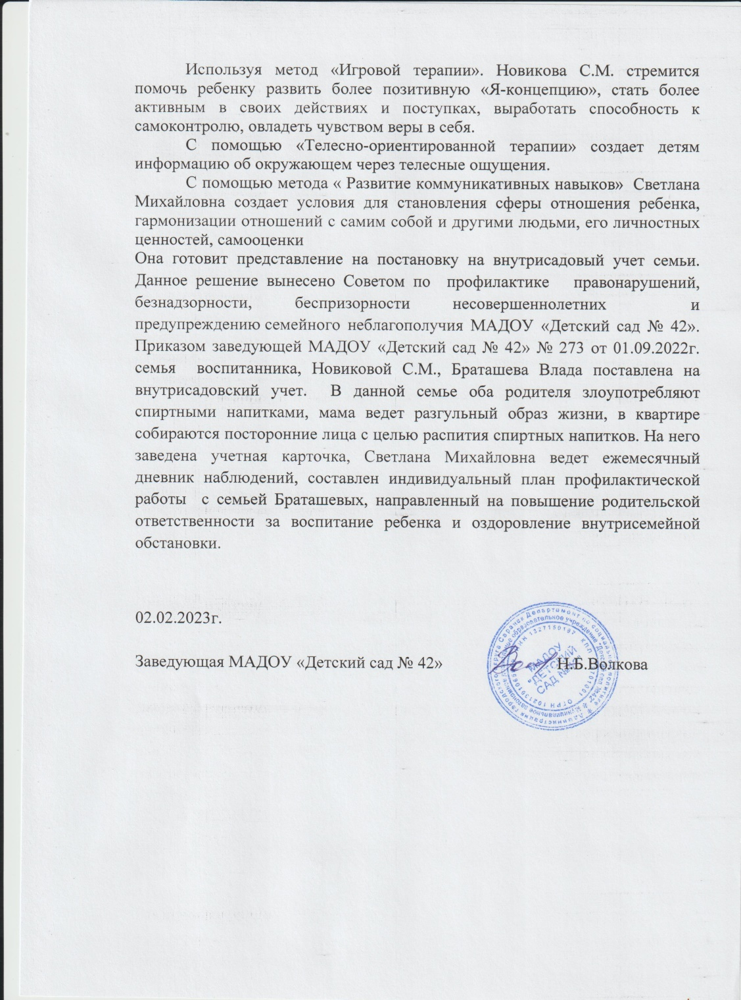 Используя метод «Игровой терапии». Новикова С.М. стремится
помочь ребенку развить более позитивную «Я-концепцию», стать более
активным в своих действиях и поступках, выработать способность к
самоконтролю, овладеть чувством веры в себя.
С помощью «Телесно-ориентированной терапии» создает детям
информацию об окружающем через телесные ощущения.
С помощью метода « Развитие коммуникативных навыков» Светлана
Михайловна создает условия для становления сферы отношения ребенка,
гармонизации отношений с самим собой и другими людьми, его личностных
ценностей, самооценки
Она готовит представление на постановку на внутрисадовый учет семьи.
Данное решение вынесено Советом по профилактике правонарушений,
безнадзорности, беспризорности несовершеннолетних и
предупреждению семейного неблагополучия МАДОУ «Детский сад № 42».
Приказом заведующей МАДОУ «Детский сад № 42» № 273 от 01.09.2022г.
семья воспитанника, Новиковой С.М., Браташева Влада поставлена на
внутрисадовский учет. В данной семье оба родителя злоупотребляют
спиртными напитками, мама ведет разгульный образ жизни, в квартире
собираются посторонние лица с целью распития спиртных напитков. На него
заведена учетная карточка, Светлана Михайловна ведет ежемесячный
дневник наблюдений, составлен индивидуальный план профилактической
работы с семьей Браташевых, направленный на повышение родительской
ответственности за воспитание ребенка и оздоровление внутрисемейной
обстановки.
02.02.2023г.
Заведующая МАДОУ «Детский сад № 42» Н.Б.Волкова
МАДОУ
"ДЕТСКИЙ
САД №42"